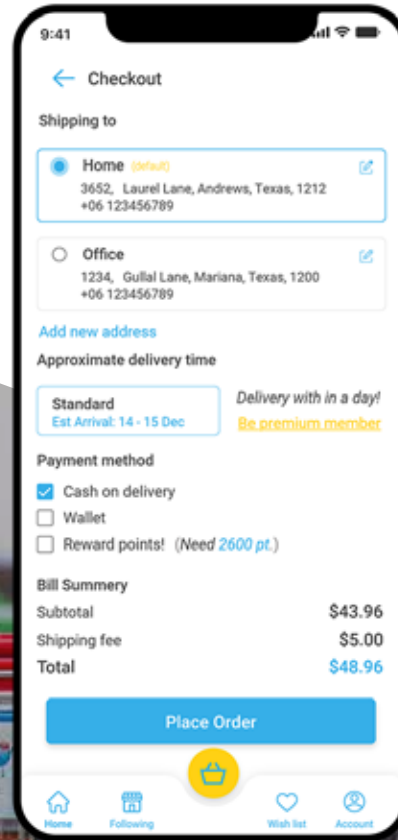 9:41
Checkout
Shipping to
Home (default)
3652, Laurel Lane, Andrews, Texas, 1212
+06 123456789
Office
1234, Gullal Lane, Mariana, Texas, 1200
+06 123456789
Add new address
Approximate delivery time
Standard
Est Arrival: 14 - 15 Dec
Delivery with in a day!
Be premium member
Payment method
Cash on delivery
Wallet
Reward points! (Need 2600 pt.)
Bill Summery
Subtotal $43.96
Shipping fee $5.00
Total $48.96
Place Order
Home Following Wish list Account